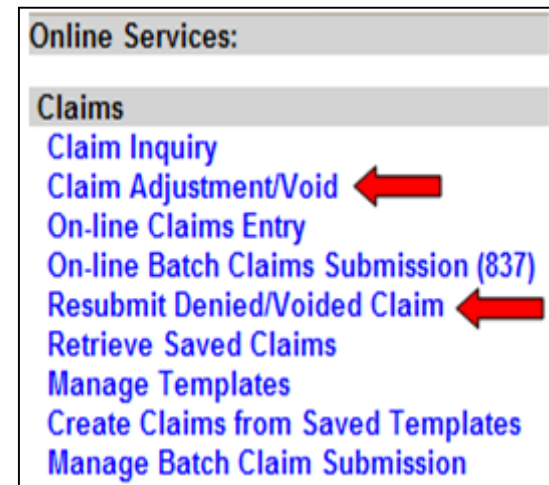 Online Services:
Claims
Claim Inquiry
Claim Adjustment/Void
On-line Claims Entry
On-line Batch Claims Submission (837)
Resubmit Denied/Voided Claim
Retrieve Saved Claims
Manage Templates
Create Claims from Saved Templates
Manage Batch Claim Submission